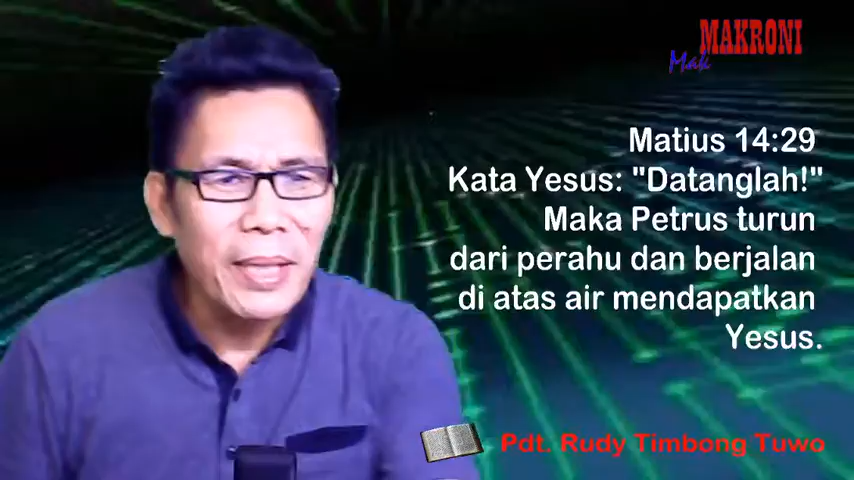 MAKRONI
Mak
Matius 14:29
Kata Yesus: "Datanglah!"
Maka Petrus turun
dari perahu dan berjalan
di atas air mendapatkan
Yesus.
Pdt. Rudy Timbong Tuwo